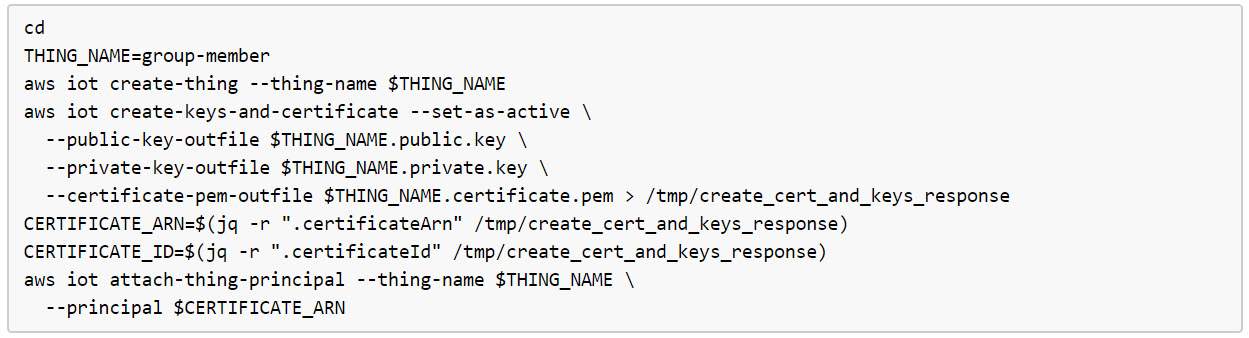 cd
THING_NAME=group-member
aws iot create-thing --thing-name $THING_NAME
aws iot create-keys-and-certificate --set-as-active \
  --public-key-outfile $THING_NAME.public.key \
  --private-key-outfile $THING_NAME.private.key \
  --certificate-pem-outfile $THING_NAME.certificate.pem > /tmp/create_cert_and_keys_response
CERTIFICATE_ARN=$(jq -r ".certificateArn" /tmp/create_cert_and_keys_response)
CERTIFICATE_ID=$(jq -r ".certificateId" /tmp/create_cert_and_keys_response)
aws iot attach-thing-principal --thing-name $THING_NAME \
  --principal $CERTIFICATE_ARN